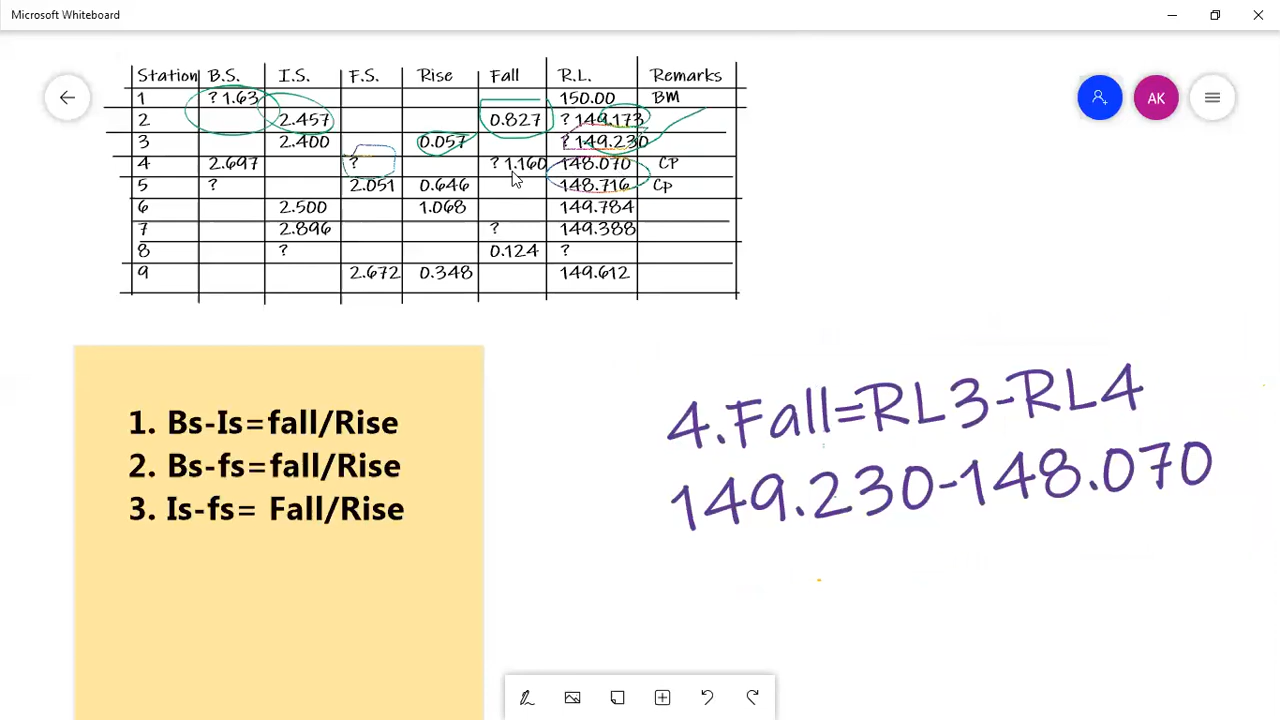 Microsoft Whiteboard
Station B.S. I.S. F.S. Rise Fall R.L. Remarks
1 ? 1.63 150.00 BM
2 2.457 0.827 ? 149.173
3 2.400 0.057 ? 149.230
4 2.697 ? ? 1.160 148.070 CP
5 ? 2.051 0.646 148.716 Cp
6 2.500 1.068 149.784
7 2.896 ? 149.388
8 ? 0.124 ?
9 2.672 0.348 149.612
AK
1. Bs-Is=fall/Rise
2. Bs-fs=fall/Rise
3. Is-fs= Fall/Rise
4.Fall=RL3-RL4
149.230-148.070